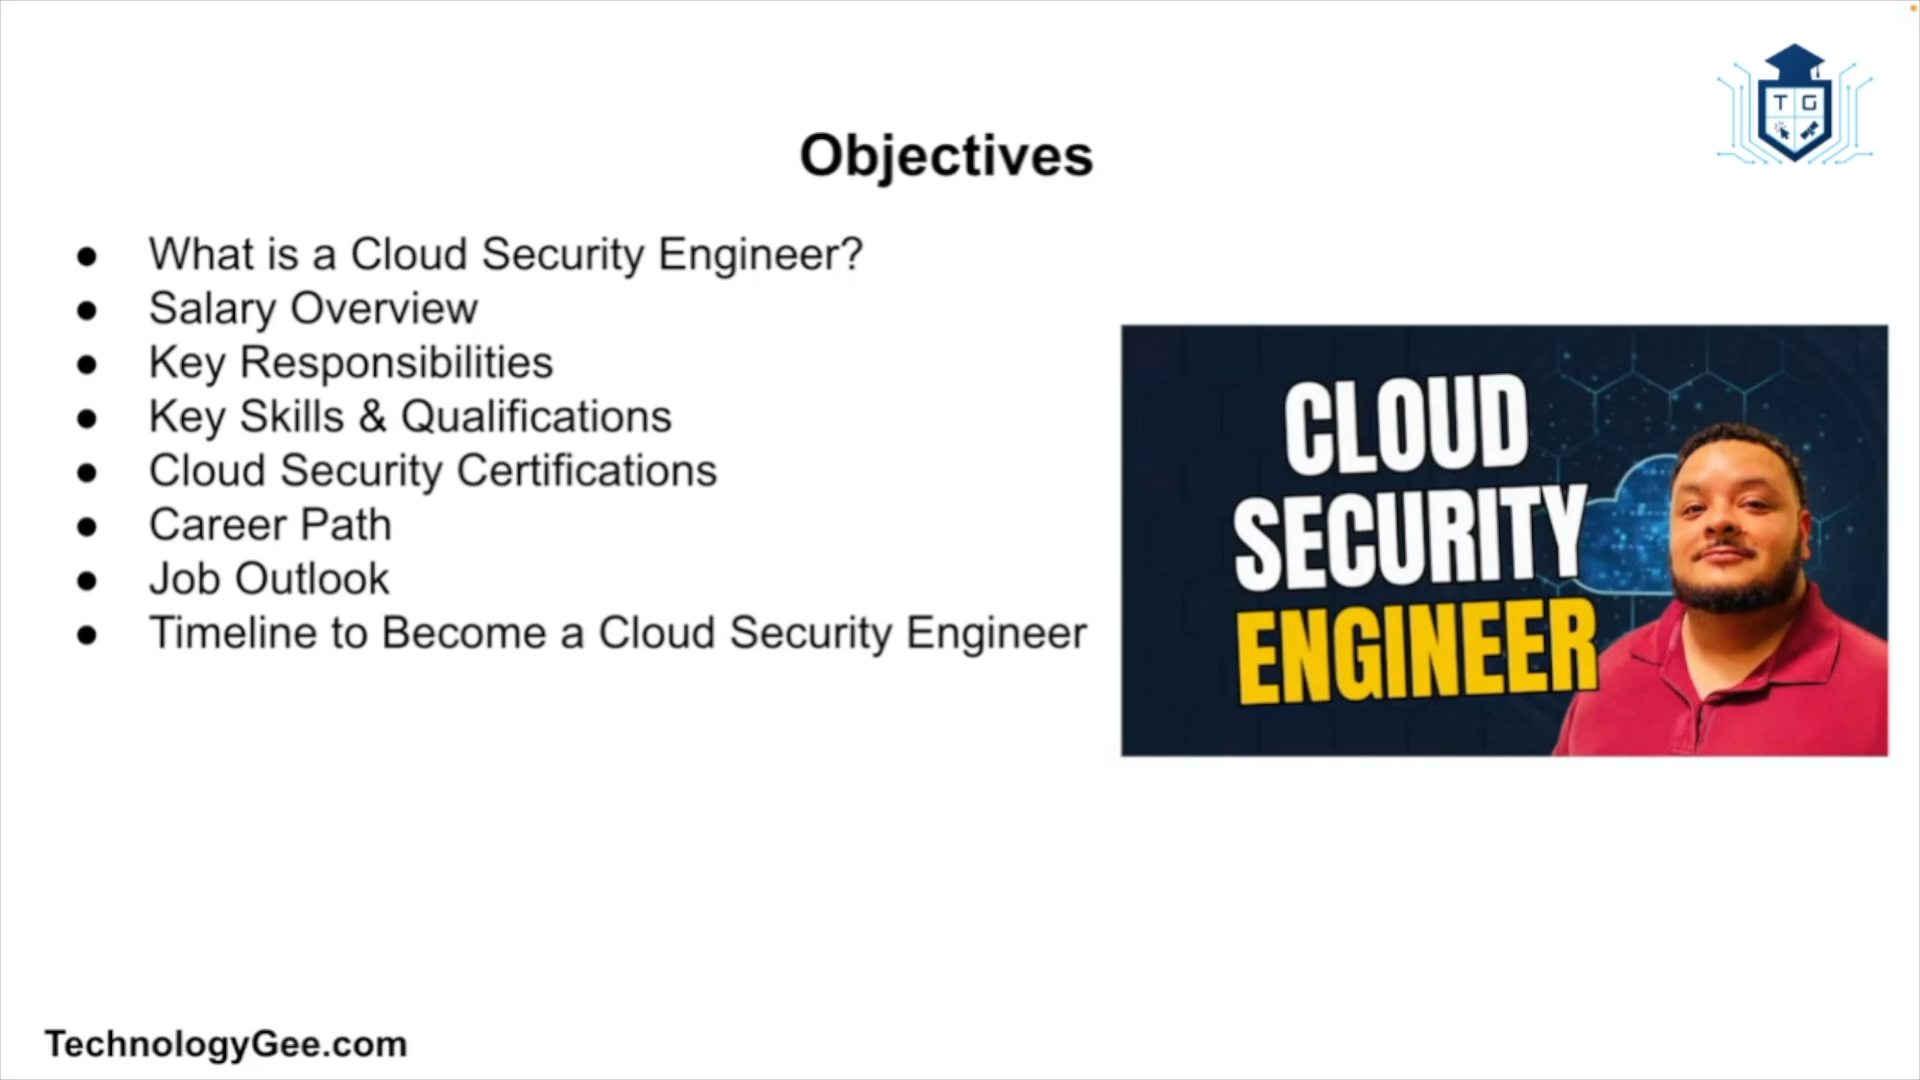 T G
Objectives
● What is a Cloud Security Engineer?
● Salary Overview
● Key Responsibilities
● Key Skills & Qualifications
● Cloud Security Certifications
● Career Path
● Job Outlook
● Timeline to Become a Cloud Security Engineer
CLOUD
SECURITY
ENGINEER
TechnologyGee.com